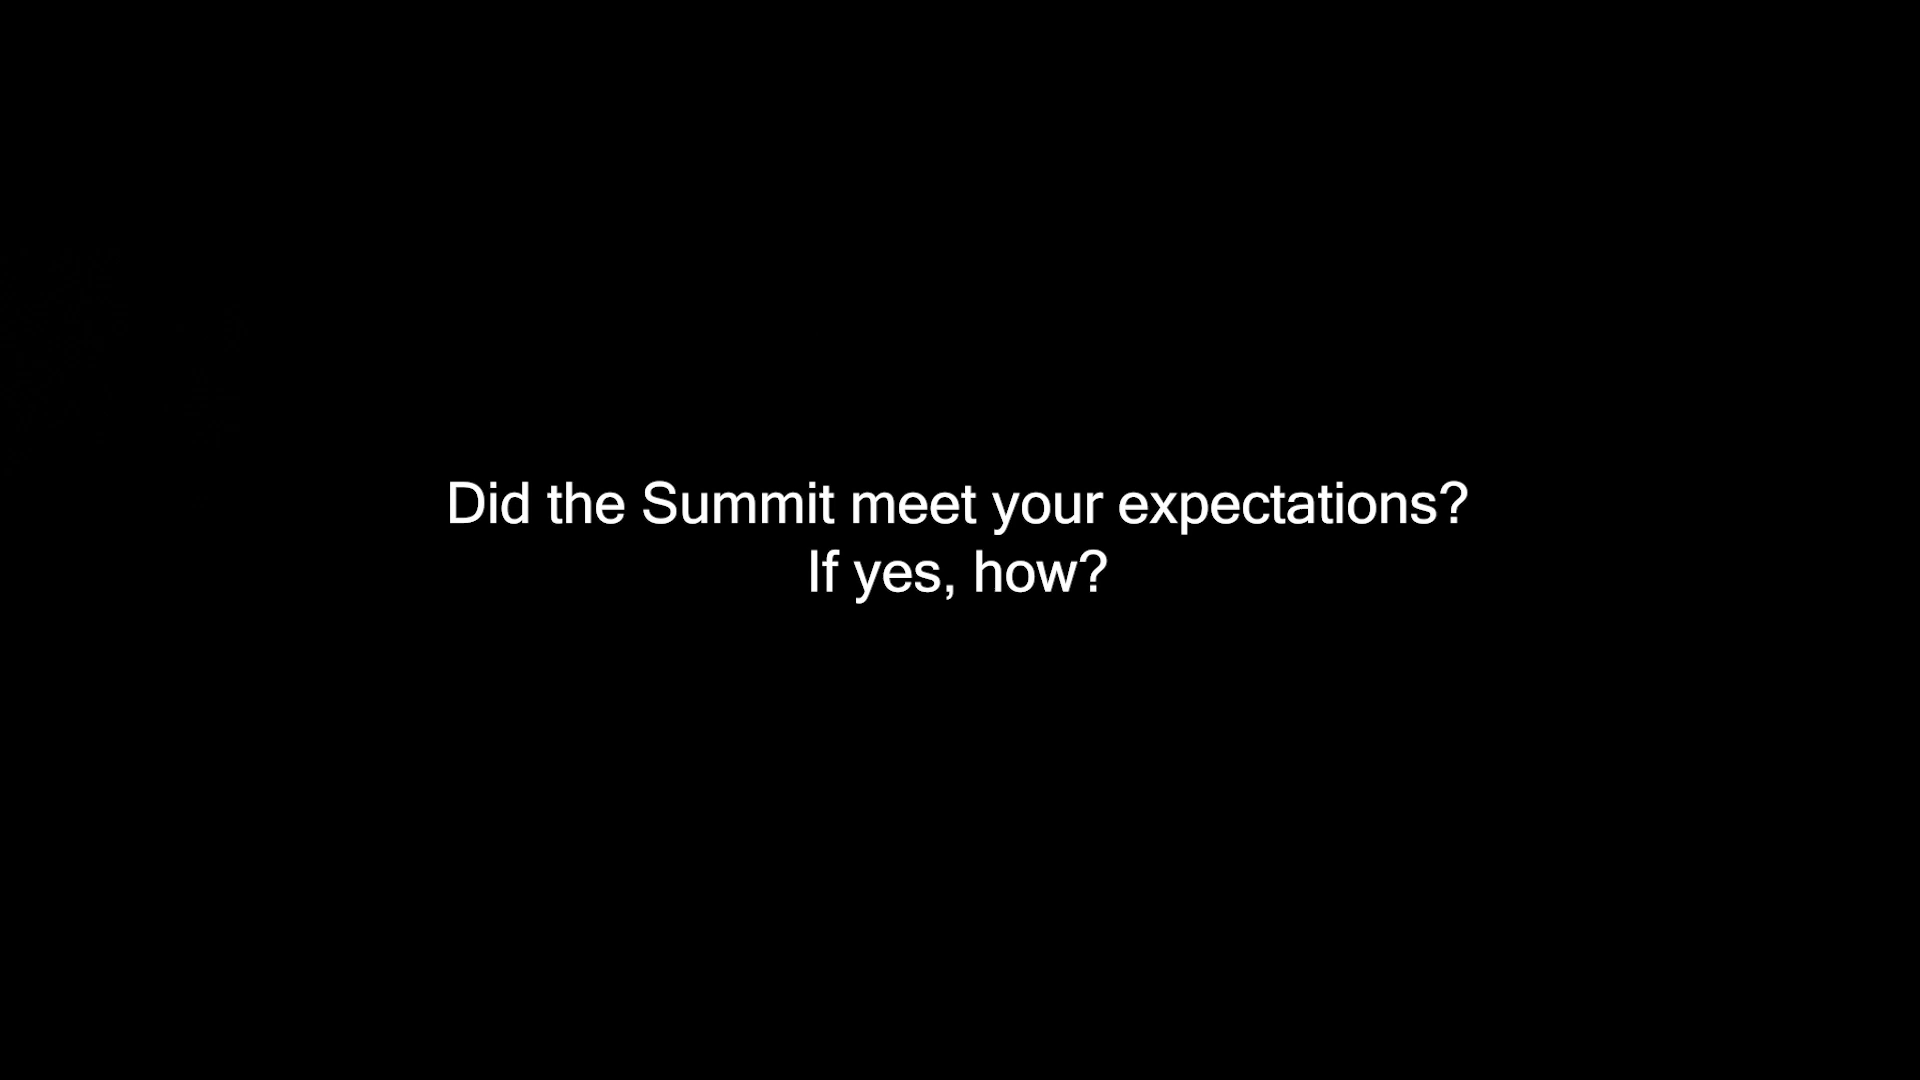 Did the Summit meet your expectations?
If yes, how?